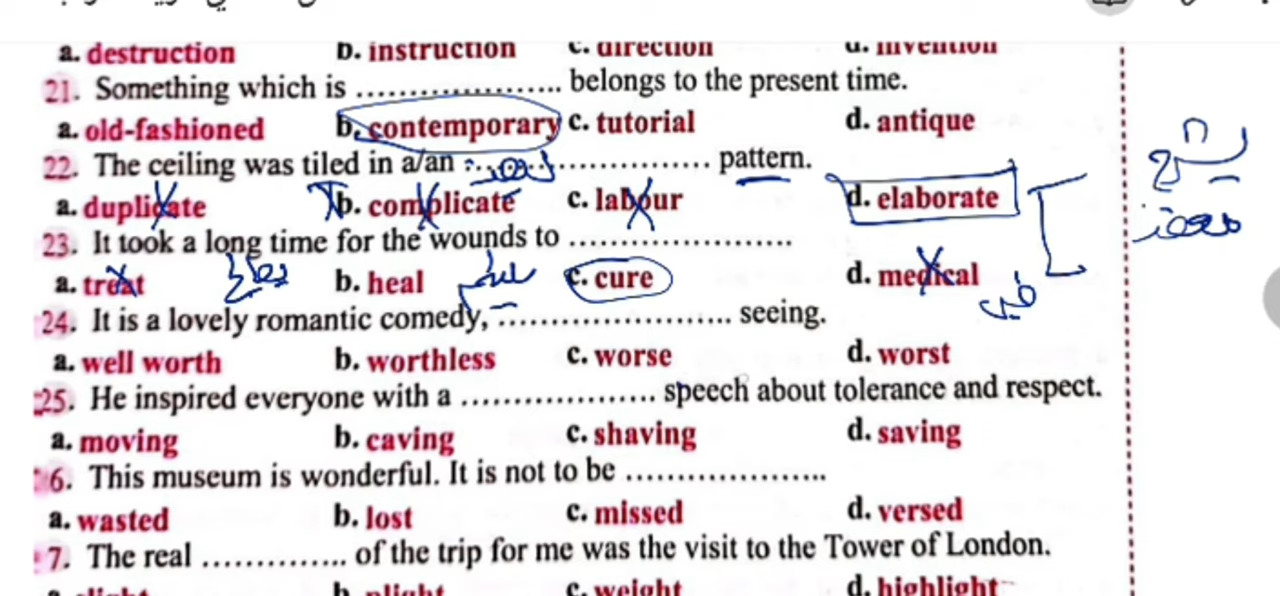 a. destruction b. instruction c. direction d. invention
21. Something which is .................... belongs to the present time.
a. old-fashioned b. contemporary c. tutorial d. antique
22. The ceiling was tiled in a/an .................... pattern.
a. duplicate b. complicate c. labour d. elaborate
23. It took a long time for the wounds to ....................
a. treat b. heal c. cure d. medical
24. It is a lovely romantic comedy, .................... seeing.
a. well worth b. worthless c. worse d. worst
25. He inspired everyone with a .................... speech about tolerance and respect.
a. moving b. caving c. shaving d. saving
26. This museum is wonderful. It is not to be ....................
a. wasted b. lost c. missed d. versed
27. The real .............. of the trip for me was the visit to the Tower of London.
b. plight c. weight d. highlight